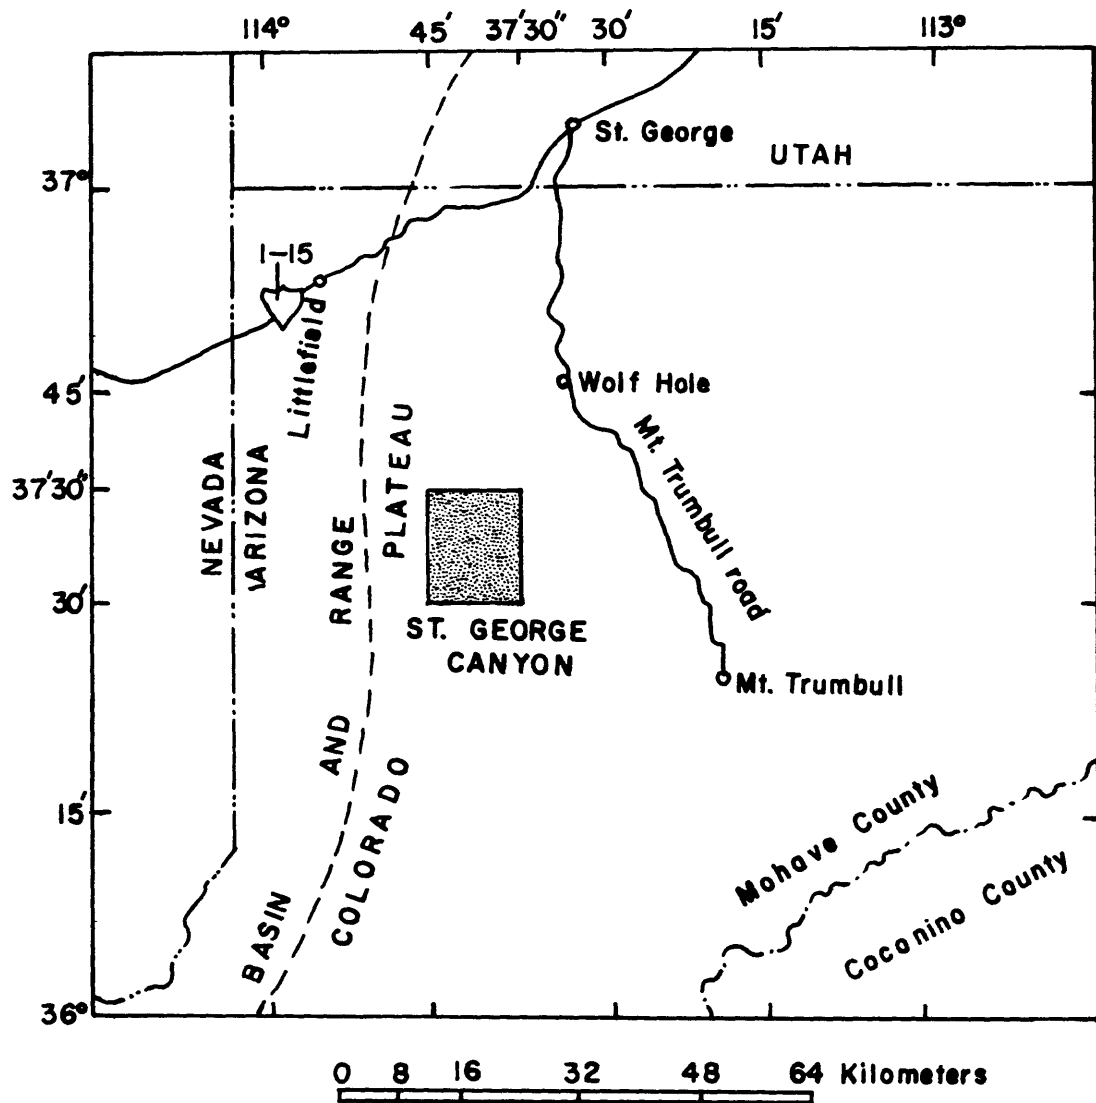 114° 45' 37'30" 30' 15' 113°
St. George
UTAH
37°
I-15
Littlefield
45'
Wolf Hole
Mt. Trumbull road
NEVADA
ARIZONA
37'30"
30'
BASIN AND RANGE
COLORADO PLATEAU
ST. GEORGE
CANYON
Mt. Trumbull
15'
Mohave County
Coconino County
36°
0 8 16 32 48 64 Kilometers